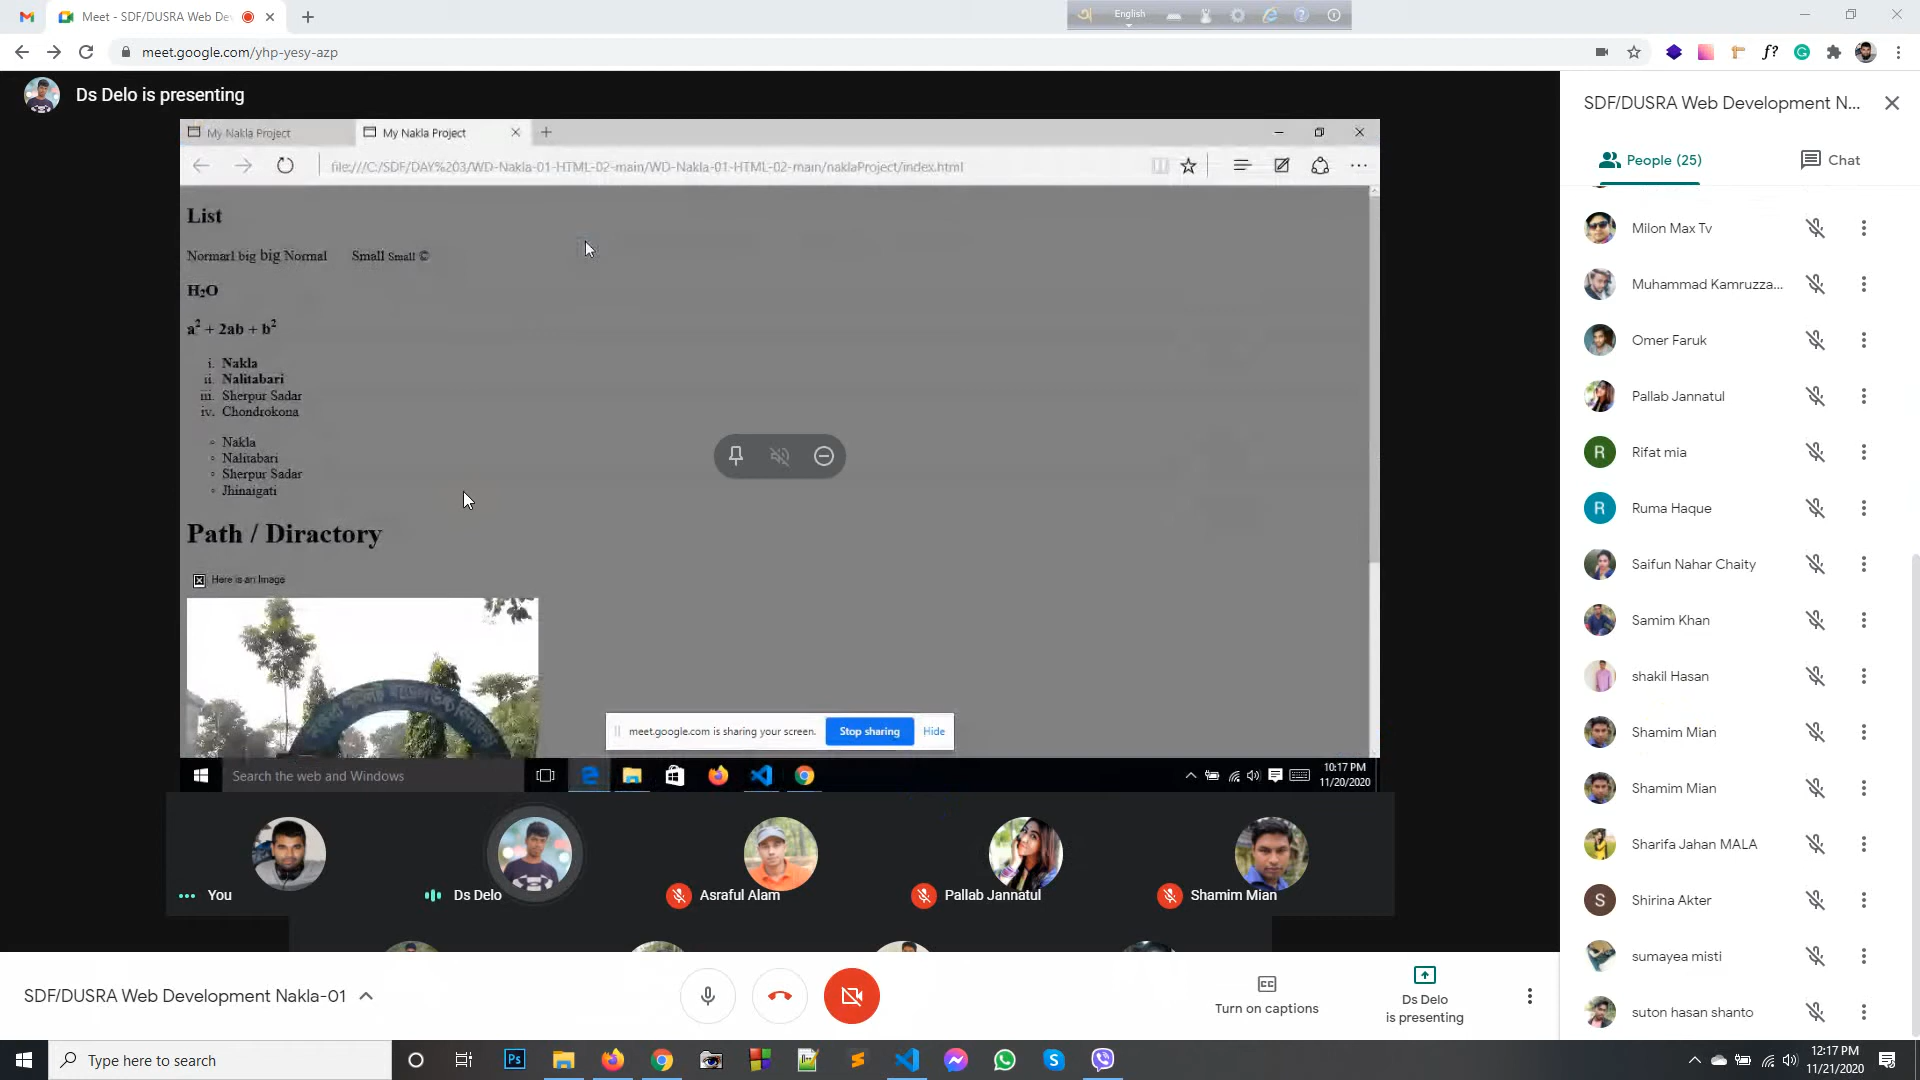 Meet - SDF/DUSRA Web De
English
meet.google.com/yhp-yesy-azp
Ds Delo is presenting
My Nakla Project
My Nakla Project
file:///C:/SDF/DAY%203/WD-Nakla-01-HTML-02-main/WD-Nakla-01-HTML-02-main/naklaProject/index.html
List
Normarl big big Normal Small Small ©
H2O
a2 + 2ab + b2
i. Nakla
ii. Nalitabari
iii. Sherpur Sadar
iv. Chondrokona
Nakla
Nalitabari
Sherpur Sadar
Jhinaigati
Path / Diractory
Here is an Image
meet.google.com is sharing your screen. Stop sharing Hide
Search the web and Windows
10:17 PM
11/20/2020
You
Ds Delo
Asraful Alam
Pallab Jannatul
Shamim Mian
SDF/DUSRA Web Development Nakla-01
Turn on captions
Ds Delo
is presenting
SDF/DUSRA Web Development N...
People (25)
Chat
Milon Max Tv
Muhammad Kamruzza...
Omer Faruk
Pallab Jannatul
R Rifat mia
R Ruma Haque
Saifun Nahar Chaity
Samim Khan
shakil Hasan
Shamim Mian
Shamim Mian
Sharifa Jahan MALA
S Shirina Akter
sumayea misti
suton hasan shanto
Type here to search
Ps
12:17 PM
11/21/2020